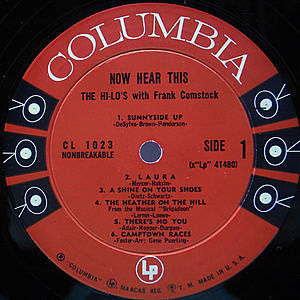 COLUMBIA
NOW HEAR THIS
THE HI-LO'S with Frank Comstock
1. SUNNYSIDE UP
-DeSylva-Brown-Henderson-
CL 1023
NONBREAKABLE
SIDE 1
(x"Lp" 41480)
2. LAURA
-Mercer-Raksin-
3. A SHINE ON YOUR SHOES
-Dietz-Schwartz-
4. THE HEATHER ON THE HILL
From the Musical "Brigadoon"
-Lerner-Loewe-
5. THERE'S NO YOU
-Adair-Hopper-Durgom-
6. CAMPTOWN RACES
-Foster-Arr: Gene Puerling-
Lp
® "COLUMBIA" ® MARCAS REG. T. M. MADE IN U.S.A.